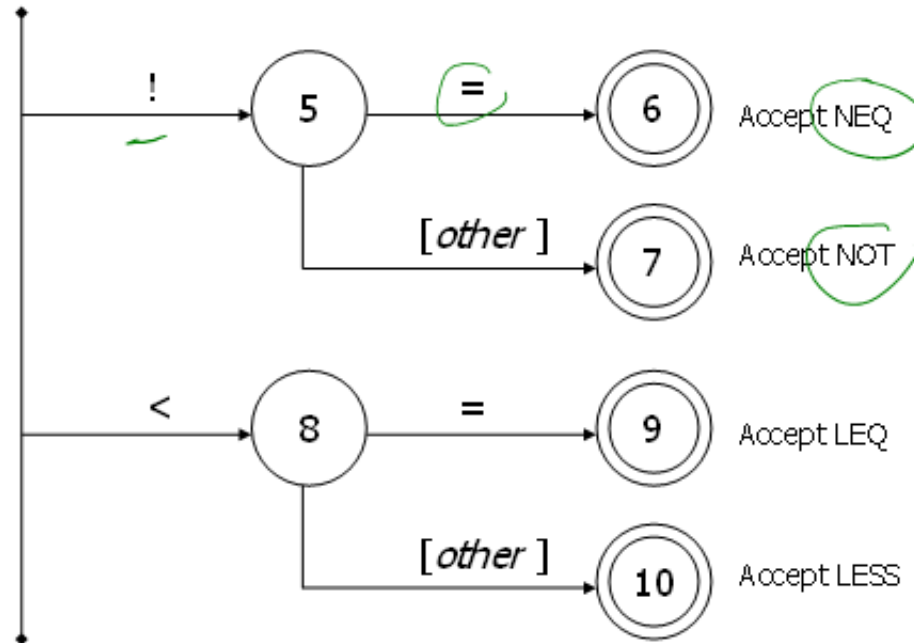 ! 5 = 6 Accept NEQ
[other ] 7 Accept NOT
< 8 = 9 Accept LEQ
[other ] 10 Accept LESS